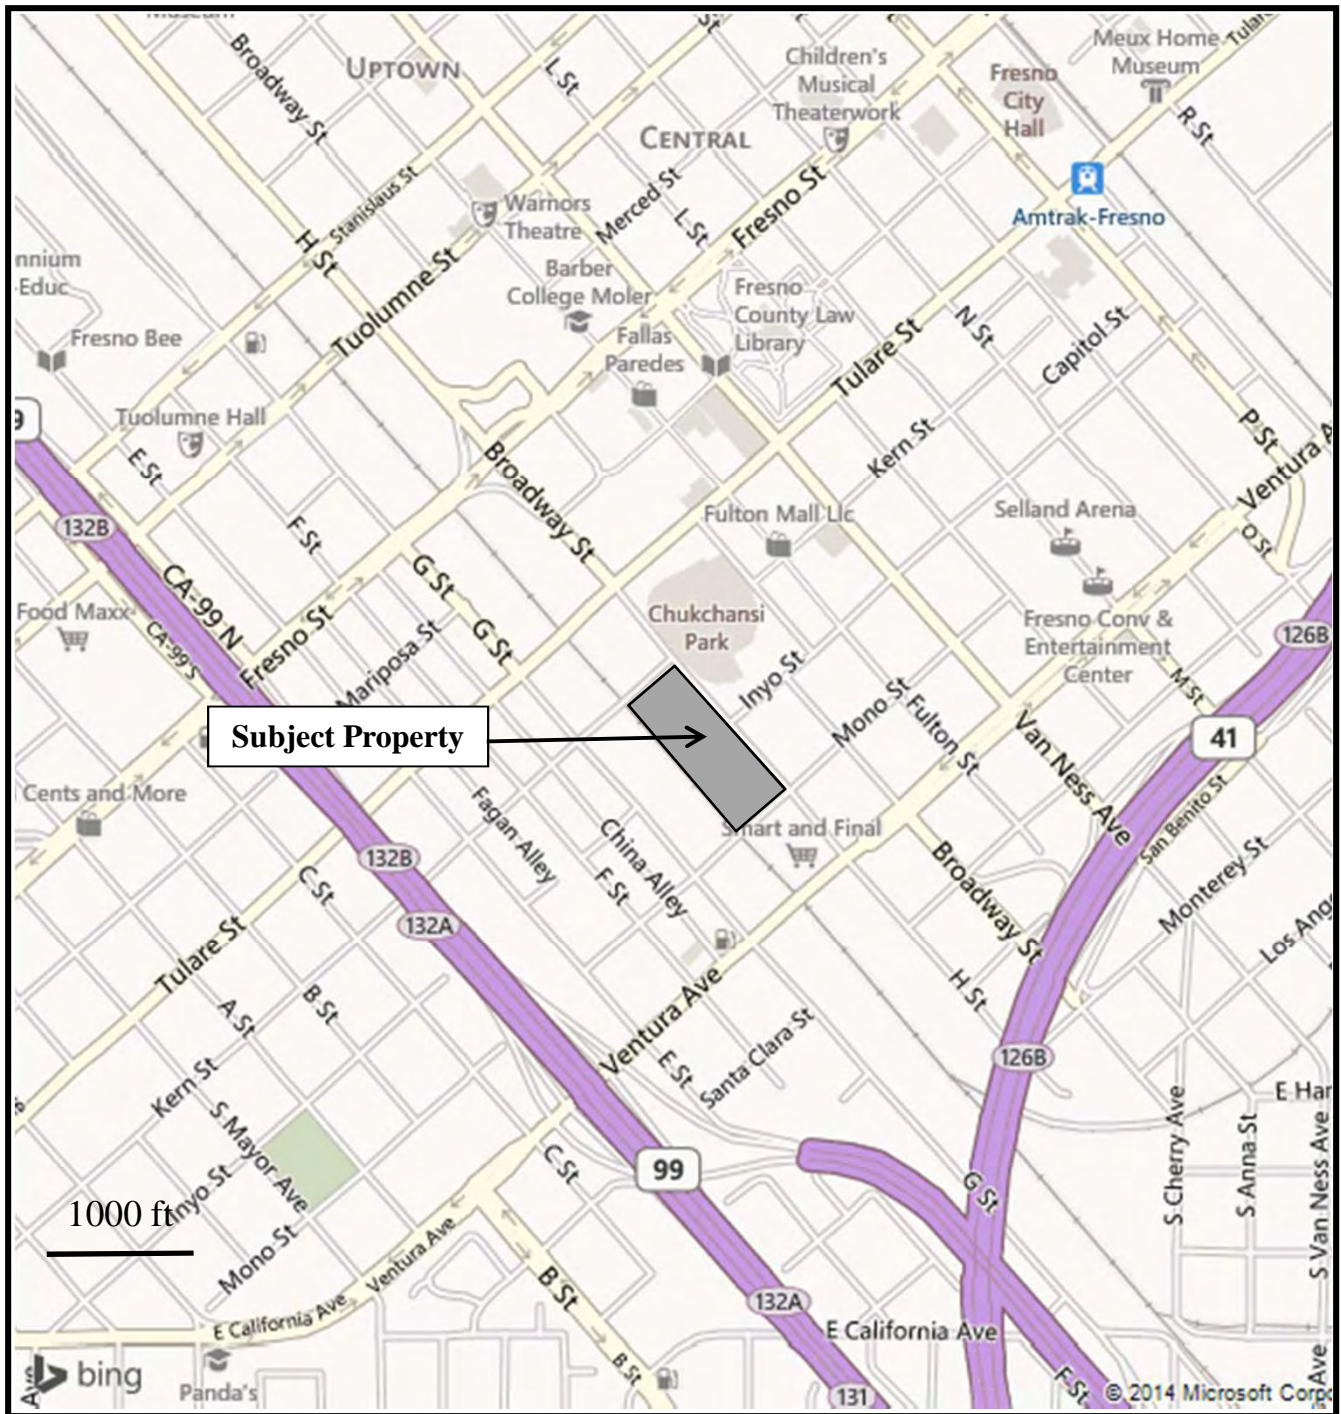 Museum
Broadway St
UPTOWN
L St
St
Children's
Musical
Theaterwork
Meux Home
Museum
Tulare
Fresno
City
Hall
R St
CENTRAL
Stanislaus St
H St
Warnors
Theatre
Merced St
L St
Fresno St
Amtrak-Fresno
nnium
Educ
Tuolumne St
Barber
College Moler
Fresno
County Law
Library
N St
Capitol St
Fresno Bee
Fallas
Paredes
Tulare St
9
Tuolumne Hall
E St
P St
Ventura A
Kern St
Broadway St
132B
F St
Fulton Mall Llc
Selland Arena
O St
CA-99 N
G St
Food Maxx
CA-99 S
Fresno St
Mariposa St
G St
Chukchansi
Park
Fresno Conv &
Entertainment
Center
126B
Inyo St
M St
Subject Property
Mono St
Fulton St
Van Ness Ave
41
Cents and More
Fagan Alley
China Alley
F St
Smart and Final
San Benito St
132B
C St
Broadway St
Monterey St
132A
Los Ang
Tulare St
A St
B St
H St
Ventura Ave
E St
Santa Clara St
126B
Kern St
S Mayor Ave
E Har
S Cherry Ave
S Anna St
S Van Ness Ave
C St
99
G St
Inyo St
1000 ft
Mono St
Ventura Ave
B St
132A
E California Ave
E California Ave
bing
Panda's
B St
131
F St
© 2014 Microsoft Corpo
Ave